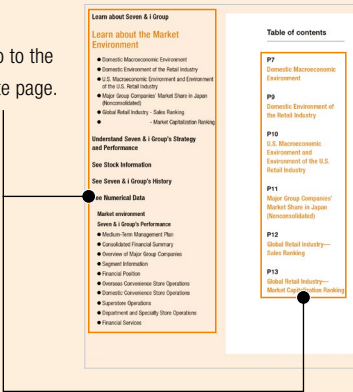 o to the
te page.
Learn about Seven & i Group
Learn about the Market
Environment
● Domestic Macroeconomic Environment
● Domestic Environment of the Retail Industry
● U.S. Macroeconomic Environment and Environment
of the U.S. Retail Industry
● Major Group Companies' Market Share in Japan
(Nonconsolidated)
● Global Retail Industry - Sales Ranking
● - Market Capitalization Ranking
Understand Seven & i Group's Strategy
and Performance
See Stock Information
See Seven & i Group's History
ee Numerical Data
Market environment
Seven & i Group's Performance
● Medium-Term Management Plan
● Consolidated Financial Summary
● Overview of Major Group Companies
● Segment Information
● Financial Position
● Overseas Convenience Store Operations
● Domestic Convenience Store Operations
● Superstore Operations
● Department and Specialty Store Operations
● Financial Services
Table of contents
P7
Domestic Macroeconomic
Environment
P9
Domestic Environment of
the Retail Industry
P10
U.S. Macroeconomic
Environment and
Environment of the U.S.
Retail Industry
P11
Major Group Companies'
Market Share in Japan
(Nonconsolidated)
P12
Global Retail Industry—
Sales Ranking
P13
Global Retail Industry—
Market Capitalization Ranking